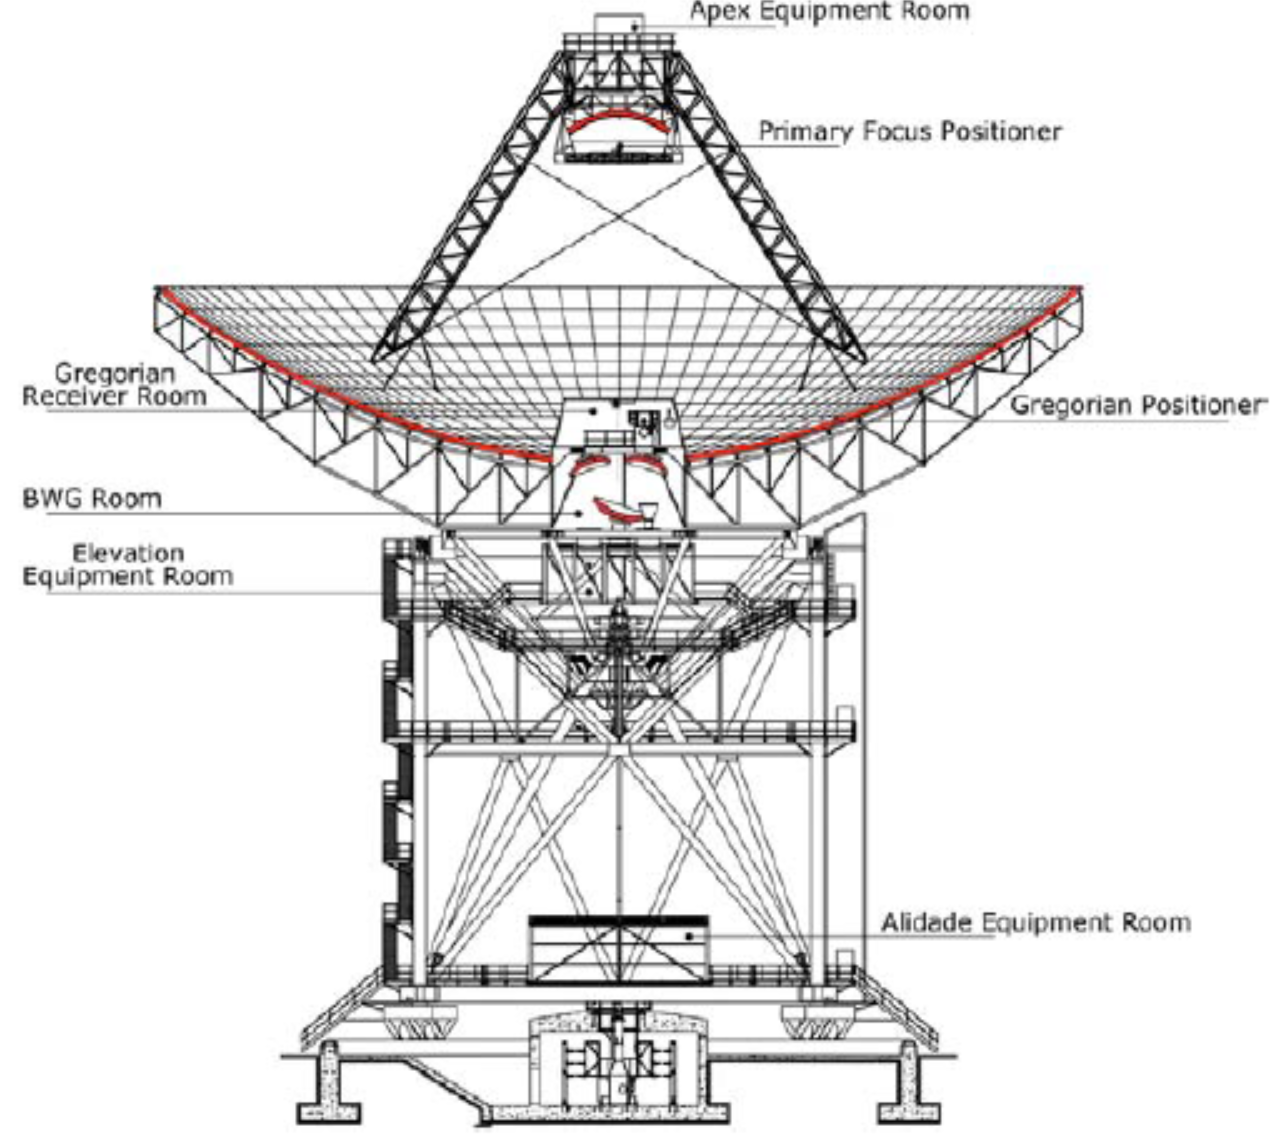 Apex Equipment Room
Primary Focus Positioner
Gregorian
Receiver Room
Gregorian Positioner
BWG Room
Elevation
Equipment Room
Alidade Equipment Room